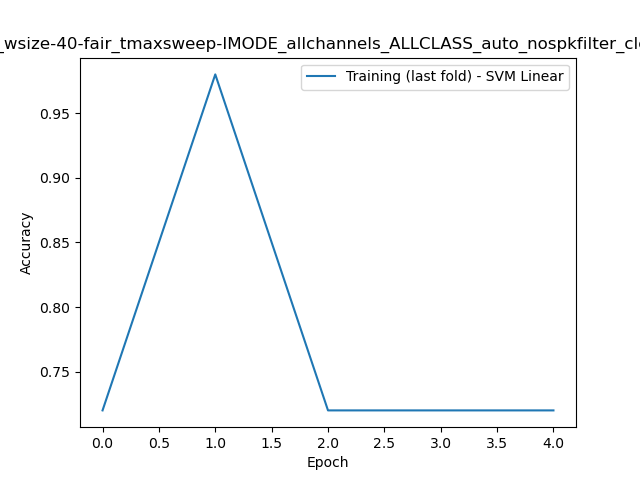 _wsize-40-fair_tmaxsweep-IMODE_allchannels_ALLCLASS_auto_nospkfilter_cl
Training (last fold) - SVM Linear
Accuracy
0.95
0.90
0.85
0.80
0.75
0.0 0.5 1.0 1.5 2.0 2.5 3.0 3.5 4.0
Epoch